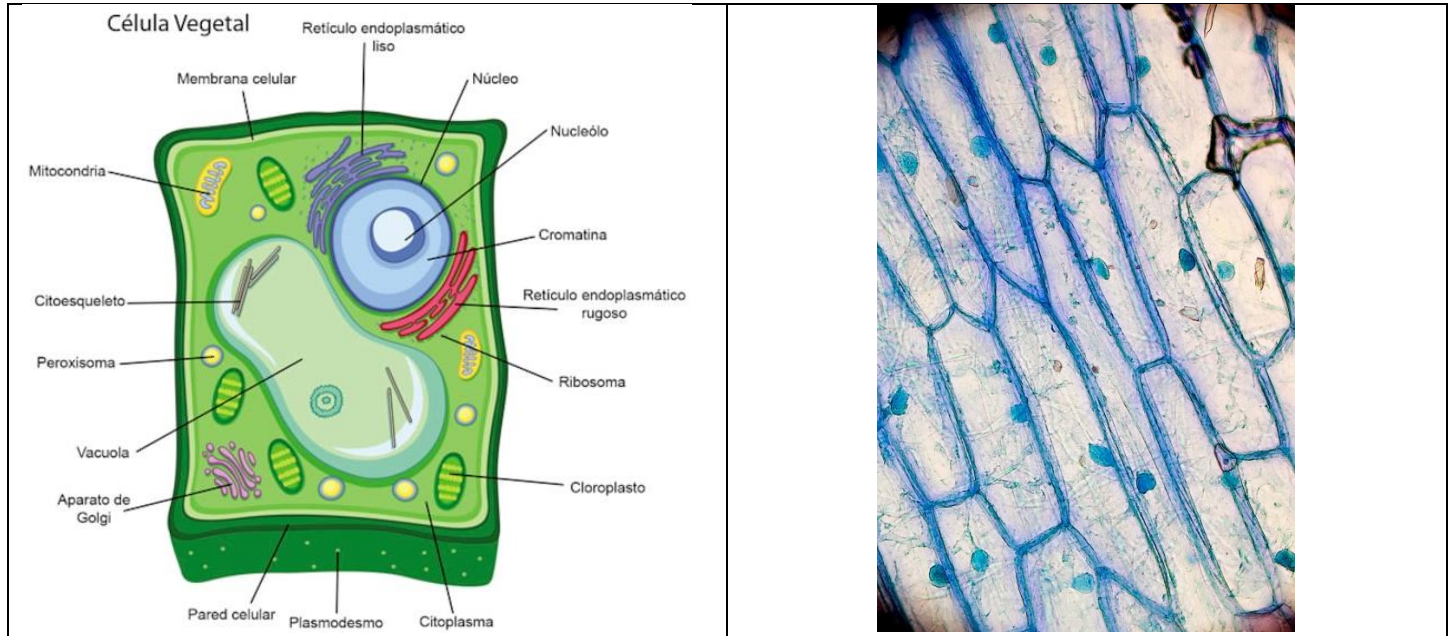 Célula Vegetal
Retículo endoplasmático
liso
Membrana celular
Núcleo
Nucleólo
Mitocondria
Cromatina
Citoesqueleto
Retículo endoplasmático
rugoso
Peroxisoma
Ribosoma
Vacuola
Cloroplasto
Aparato de
Golgi
Pared celular
Plasmodesmo
Citoplasma